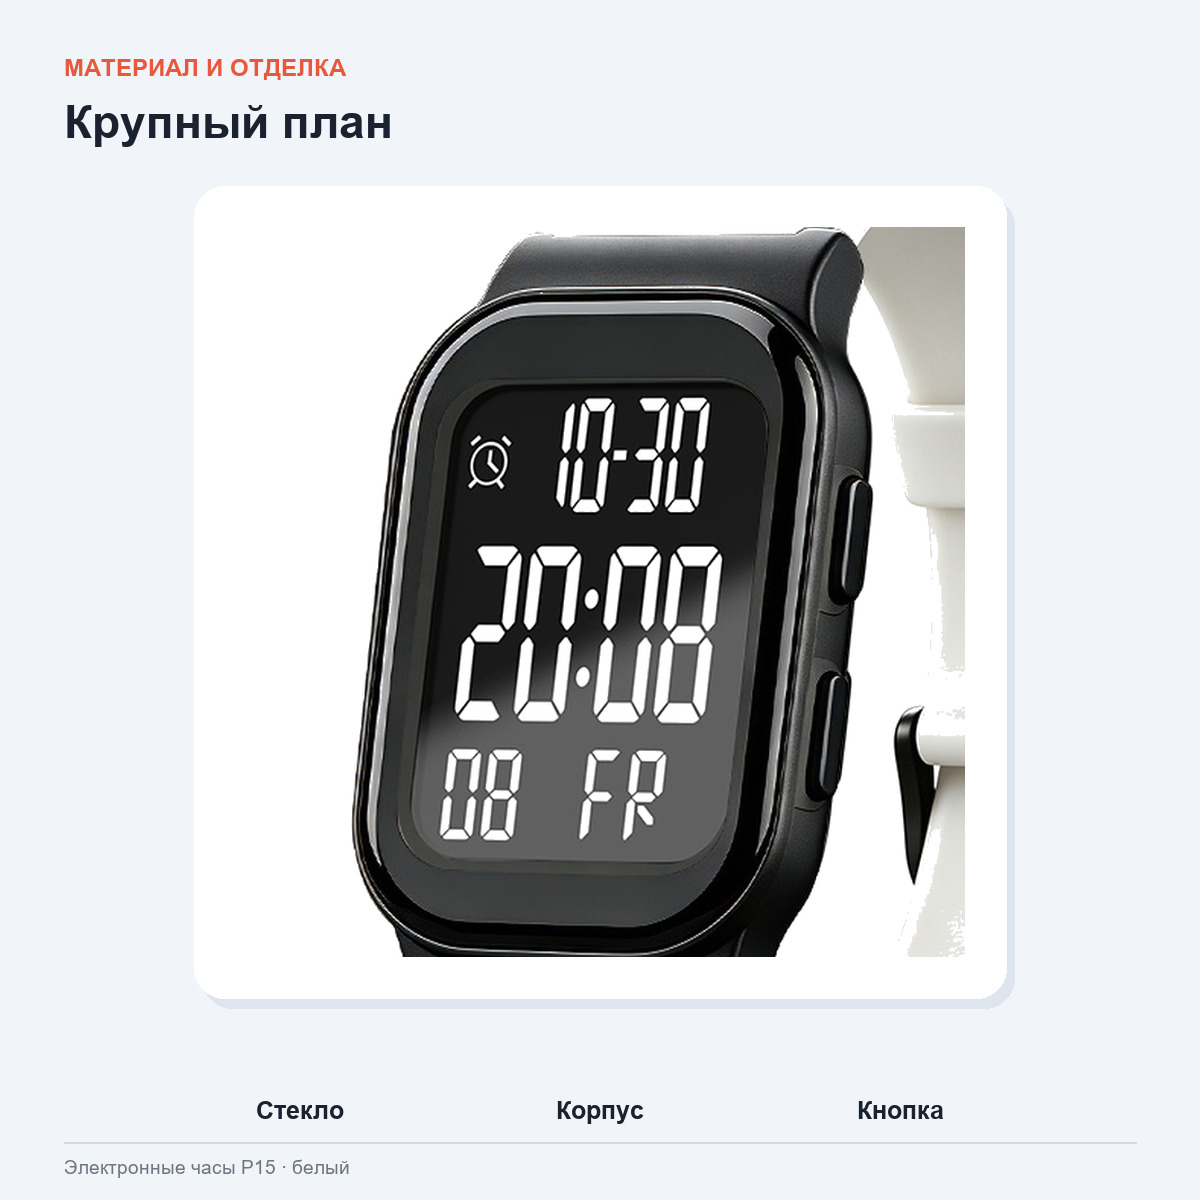 МАТЕРИАЛ И ОТДЕЛКА
Крупный план
10-30
20:08
08 FR
Стекло Корпус Кнопка
Электронные часы P15 · белый